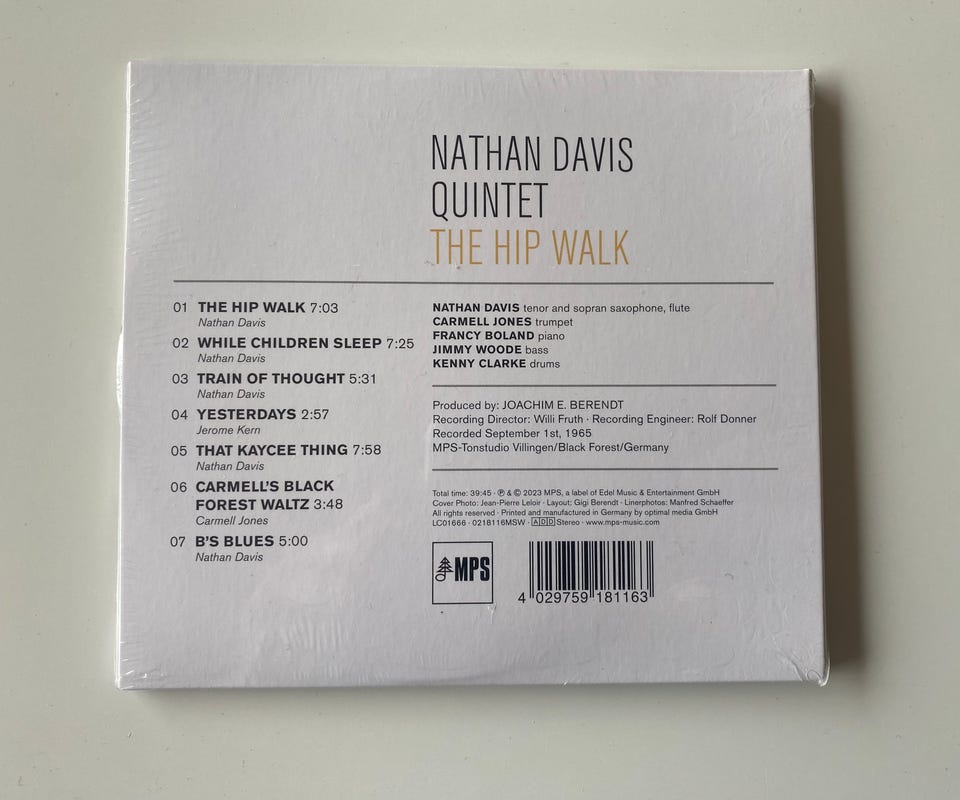 NATHAN DAVIS
QUINTET
THE HIP WALK
01 THE HIP WALK 7:03
Nathan Davis
02 WHILE CHILDREN SLEEP 7:25
Nathan Davis
03 TRAIN OF THOUGHT 5:31
Nathan Davis
04 YESTERDAYS 2:57
Jerome Kern
05 THAT KAYCEE THING 7:58
Nathan Davis
06 CARMELL'S BLACK
FOREST WALTZ 3:48
Carmell Jones
07 B'S BLUES 5:00
Nathan Davis
NATHAN DAVIS tenor and sopran saxophone, flute
CARMELL JONES trumpet
FRANCY BOLAND piano
JIMMY WOODE bass
KENNY CLARKE drums
Produced by: JOACHIM E. BERENDT
Recording Director: Willi Fruth · Recording Engineer: Rolf Donner
Recorded September 1st, 1965
MPS-Tonstudio Villingen/Black Forest/Germany
Total time: 39:45 · ℗ & © 2023 MPS, a label of Edel Music & Entertainment GmbH
Cover Photo: Jean-Pierre Leloir · Layout: Gigi Berendt · Linerphotos: Manfred Schaeffer
All rights reserved · Printed and manufactured in Germany by optimal media GmbH
LC01666 · 0218116MSW · ADD Stereo · www.mps-music.com
MPS
4 029759 181163